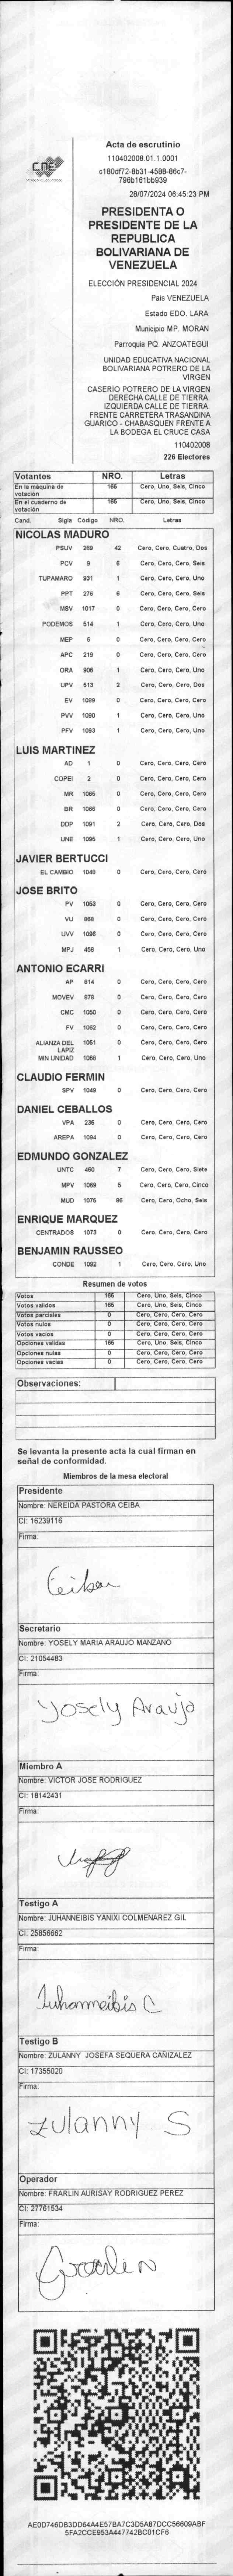 CNE
Acta de escrutinio
110402008.01.1.0001
c180df72-8b31-4588-86c7-
796b161bb939
28/07/2024 06:45:23 PM
PRESIDENTA O
PRESIDENTE DE LA
REPUBLICA
BOLIVARIANA DE
VENEZUELA
ELECCIÓN PRESIDENCIAL 2024
Pais VENEZUELA
Estado EDO. LARA
Municipio MP. MORAN
Parroquia PQ. ANZOATEGUI
UNIDAD EDUCATIVA NACIONAL
BOLIVARIANA POTRERO DE LA
VIRGEN
CASERIO POTRERO DE LA VIRGEN
DERECHA CALLE DE TIERRA.
IZQUIERDA CALLE DE TIERRA.
FRENTE CARRETERA TRASANDINA
GUARICO - CHABASQUEN FRENTE A
LA BODEGA EL CRUCE CASA
110402008
226 Electores
Votantes NRO. Letras
En la máquina de votación 165 Cero, Uno, Seis, Cinco
En el cuaderno de votación 165 Cero, Uno, Seis, Cinco
Cand. Sigla Código NRO. Letras
NICOLAS MADURO
PSUV 269 42 Cero, Cero, Cuatro, Dos
PCV 9 6 Cero, Cero, Cero, Seis
TUPAMARO 931 1 Cero, Cero, Cero, Uno
PPT 276 6 Cero, Cero, Cero, Seis
MSV 1017 0 Cero, Cero, Cero, Cero
PODEMOS 514 1 Cero, Cero, Cero, Uno
MEP 6 0 Cero, Cero, Cero, Cero
APC 219 0 Cero, Cero, Cero, Cero
ORA 906 1 Cero, Cero, Cero, Uno
UPV 513 2 Cero, Cero, Cero, Dos
EV 1089 0 Cero, Cero, Cero, Cero
PVV 1090 1 Cero, Cero, Cero, Uno
PFV 1093 1 Cero, Cero, Cero, Uno
LUIS MARTINEZ
AD 1 0 Cero, Cero, Cero, Cero
COPEI 2 0 Cero, Cero, Cero, Cero
MR 1065 0 Cero, Cero, Cero, Cero
BR 1066 0 Cero, Cero, Cero, Cero
DDP 1091 2 Cero, Cero, Cero, Dos
UNE 1095 1 Cero, Cero, Cero, Uno
JAVIER BERTUCCI
EL CAMBIO 1048 0 Cero, Cero, Cero, Cero
JOSE BRITO
PV 1053 0 Cero, Cero, Cero, Cero
VU 868 0 Cero, Cero, Cero, Cero
UVV 1096 0 Cero, Cero, Cero, Cero
MPJ 458 1 Cero, Cero, Cero, Uno
ANTONIO ECARRI
AP 814 0 Cero, Cero, Cero, Cero
MOVEV 878 0 Cero, Cero, Cero, Cero
CMC 1050 0 Cero, Cero, Cero, Cero
FV 1062 0 Cero, Cero, Cero, Cero
ALIANZA DEL LAPIZ 1051 0 Cero, Cero, Cero, Cero
MIN UNIDAD 1068 1 Cero, Cero, Cero, Uno
CLAUDIO FERMIN
SPV 1049 0 Cero, Cero, Cero, Cero
DANIEL CEBALLOS
VPA 236 0 Cero, Cero, Cero, Cero
AREPA 1094 0 Cero, Cero, Cero, Cero
EDMUNDO GONZALEZ
UNTC 460 7 Cero, Cero, Cero, Siete
MPV 1069 5 Cero, Cero, Cero, Cinco
MUD 1075 86 Cero, Cero, Ocho, Seis
ENRIQUE MARQUEZ
CENTRADOS 1073 0 Cero, Cero, Cero, Cero
BENJAMIN RAUSSEO
CONDE 1092 1 Cero, Cero, Cero, Uno
Resumen de votos
Votos 165 Cero, Uno, Seis, Cinco
Votos validos 165 Cero, Uno, Seis, Cinco
Votos parciales 0 Cero, Cero, Cero, Cero
Votos nulos 0 Cero, Cero, Cero, Cero
Votos vacios 0 Cero, Cero, Cero, Cero
Opciones validas 165 Cero, Uno, Seis, Cinco
Opciones nulas 0 Cero, Cero, Cero, Cero
Opciones vacias 0 Cero, Cero, Cero, Cero
Observaciones:
Se levanta la presente acta la cual firman en
señal de conformidad.
Miembros de la mesa electoral
Presidente
Nombre: NEREIDA PASTORA CEIBA
CI: 16239116
Firma:
Ceiba
Secretario
Nombre: YOSELY MARIA ARAUJO MANZANO
CI: 21054483
Firma:
Yosely Araujo
Miembro A
Nombre: VICTOR JOSE RODRIGUEZ
CI: 18142431
Firma:
Testigo A
Nombre: JUHANNEIBIS YANIXI COLMENAREZ GIL
CI: 25856662
Firma:
Juhanneibis C
Testigo B
Nombre: ZULANNY JOSEFA SEQUERA CAÑIZALEZ
CI: 17355020
Firma:
zulanny S
Operador
Nombre: FRARLIN AURISAY RODRIGUEZ PEREZ
CI: 27761534
Firma:
Frarlin
AE0D746DB3DD64A4E57BA7C3D5A87DCC56609ABF
5FA2CCE953A447742BC01CF6